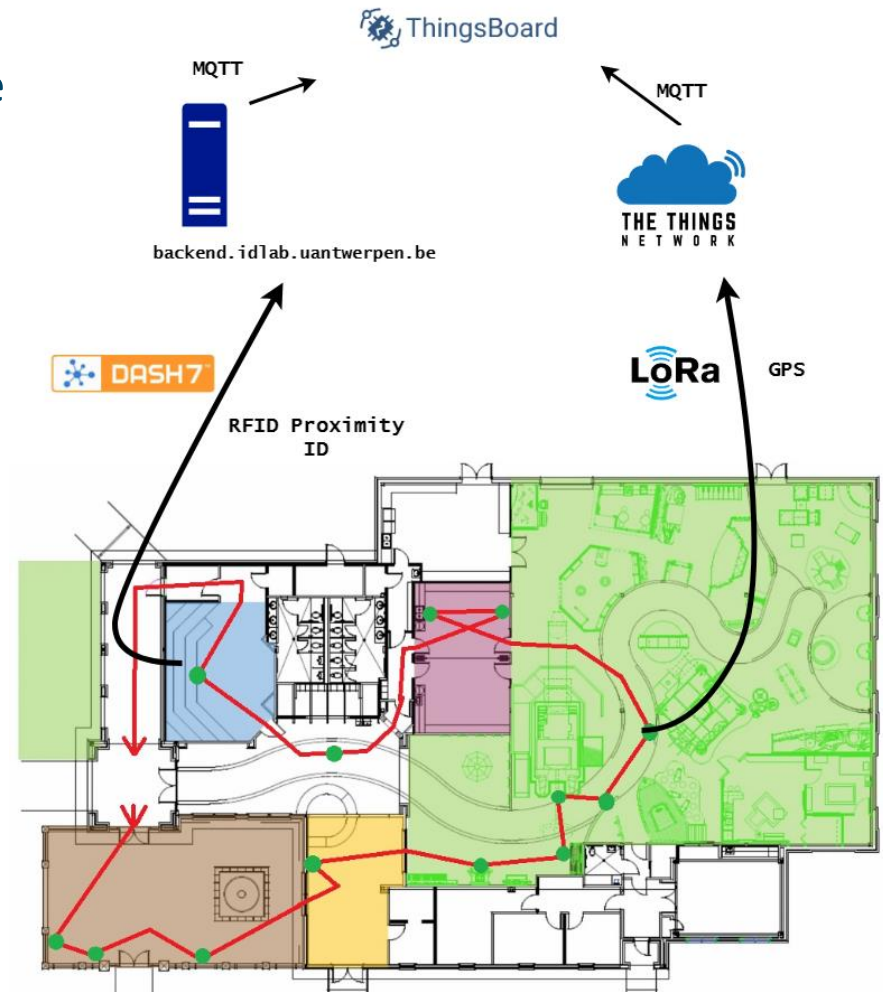 ThingsBoard
e
MQTT
MQTT
THE THINGS
NETWORK
backend.idlab.uantwerpen.be
DASH7
LoRa
GPS
RFID Proximity
ID